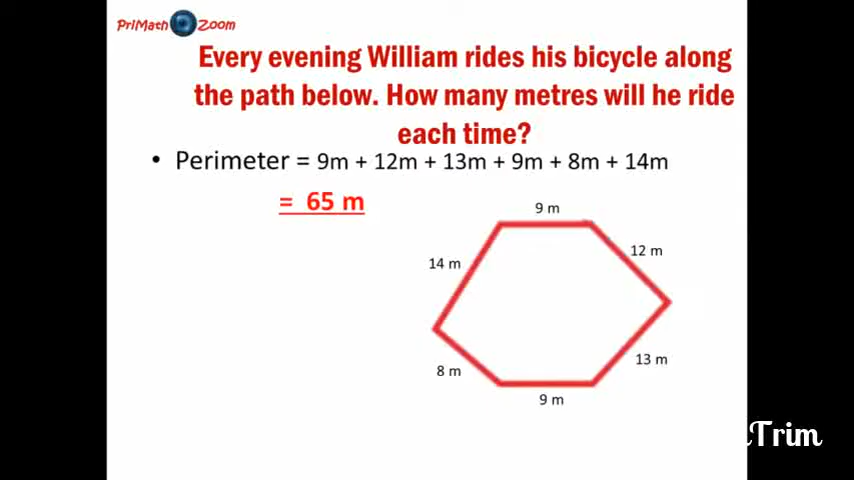 PriMath Zoom
Every evening William rides his bicycle along
the path below. How many metres will he ride
each time?
• Perimeter = 9m + 12m + 13m + 9m + 8m + 14m
= 65 m
9 m
14 m
12 m
8 m
13 m
9 m
Trim